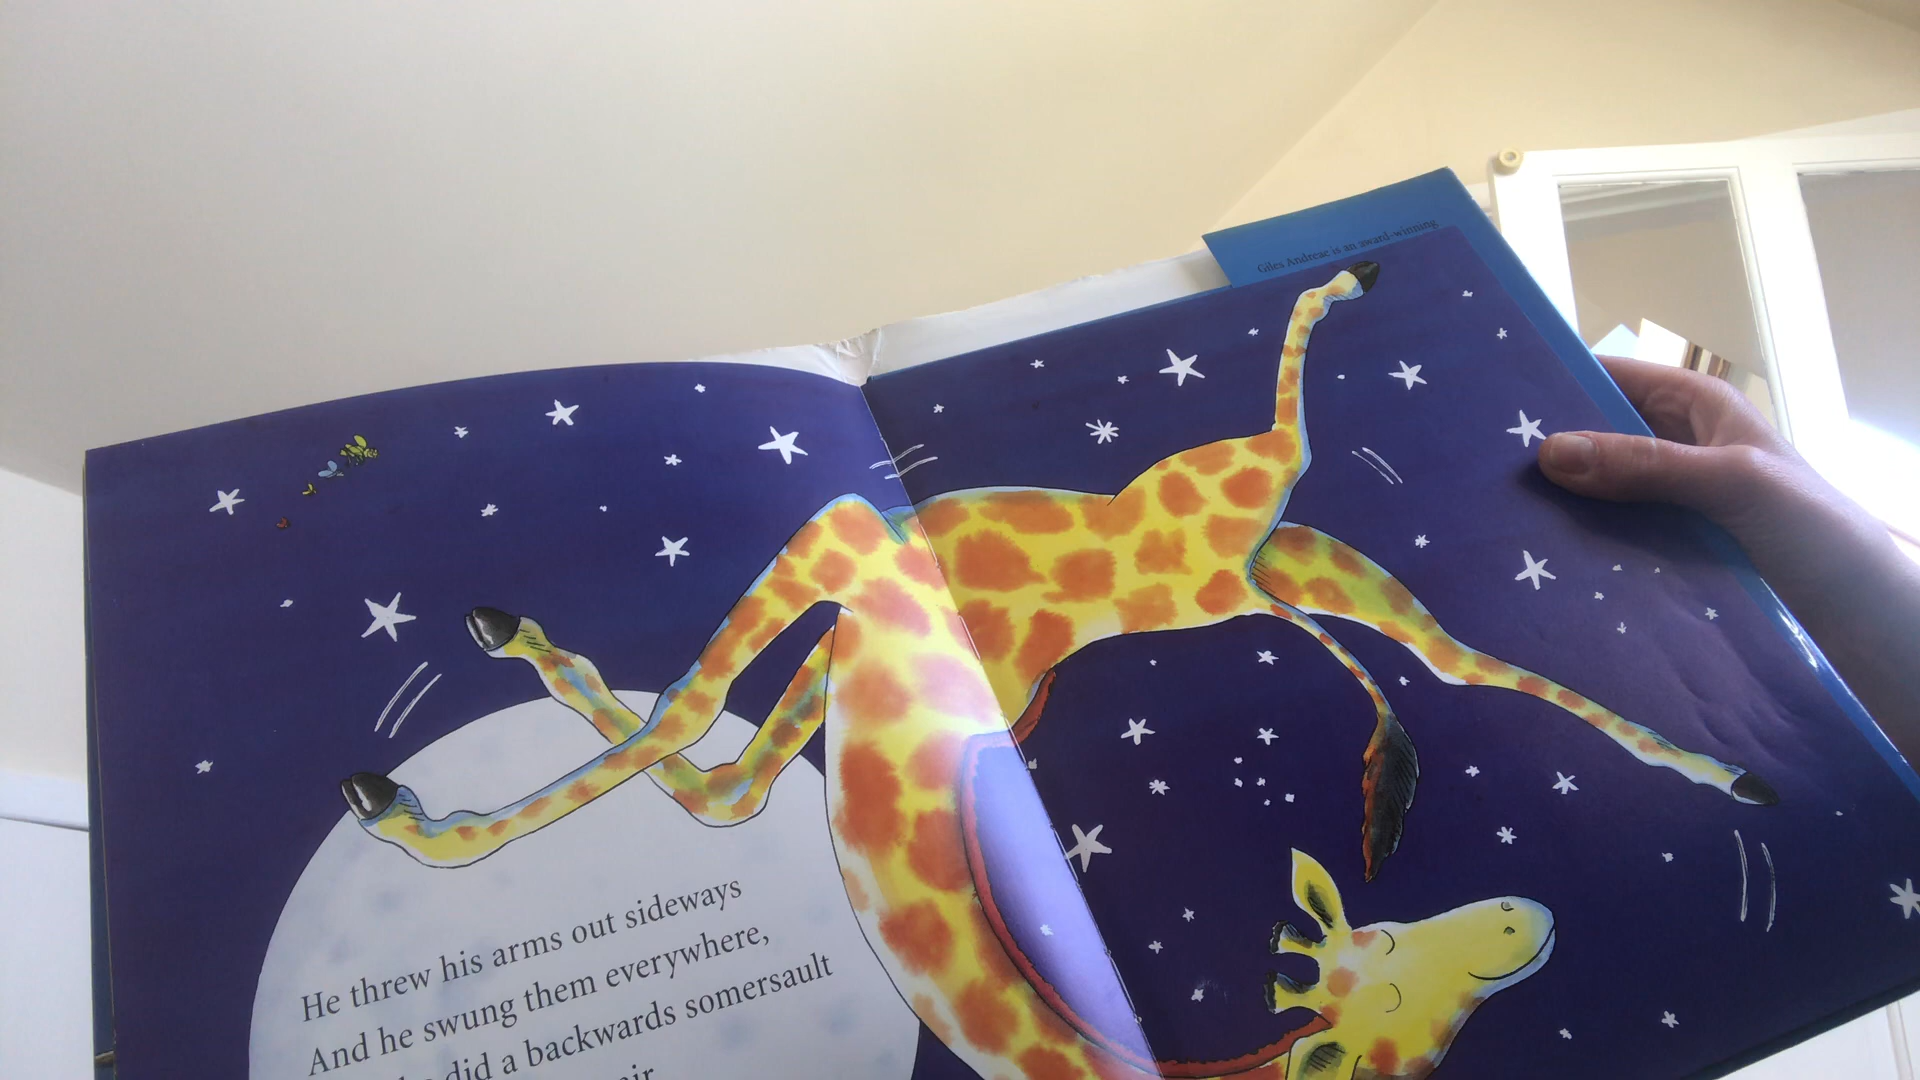 Giles Andreae is an award-winning
He threw his arms out sideways
And he swung them everywhere,
did a backwards somersault